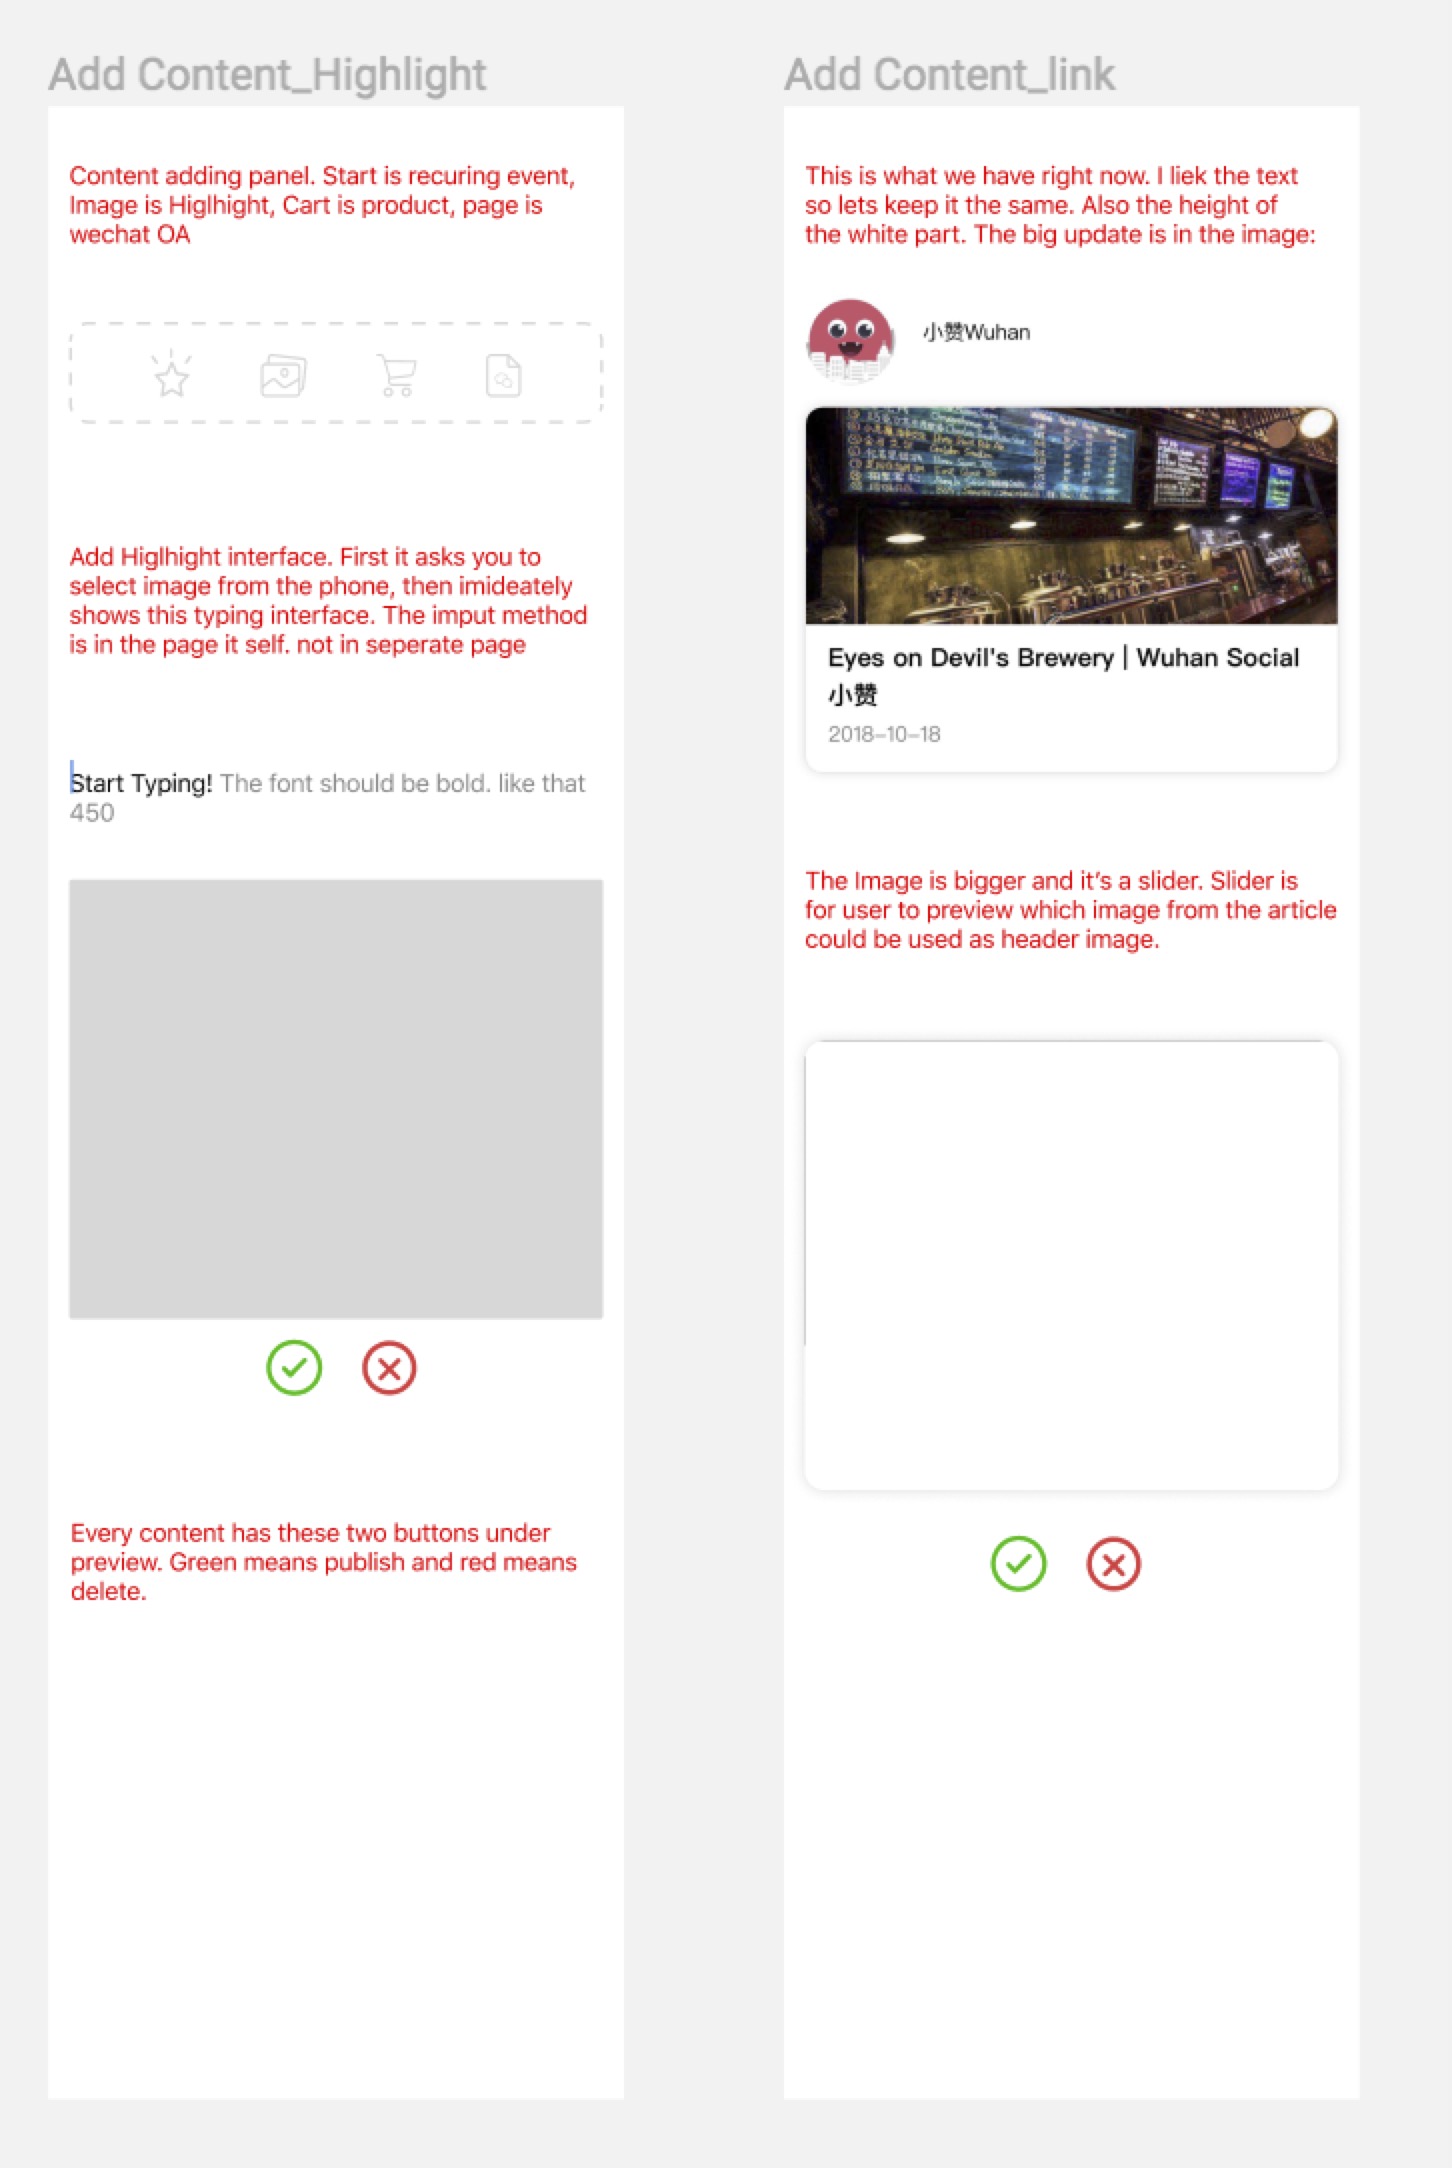 Add Content_Highlight
Content adding panel. Start is recuring event,
Image is Higlhight, Cart is product, page is
wechat OA
Add Higlhight interface. First it asks you to
select image from the phone, then imideately
shows this typing interface. The imput method
is in the page it self. not in seperate page
Start Typing! The font should be bold. like that
450
Every content has these two buttons under
preview. Green means publish and red means
delete.
Add Content_link
This is what we have right now. I liek the text
so lets keep it the same. Also the height of
the white part. The big update is in the image:
小赞Wuhan
Eyes on Devil's Brewery | Wuhan Social
小赞
2018-10-18
The Image is bigger and it's a slider. Slider is
for user to preview which image from the article
could be used as header image.